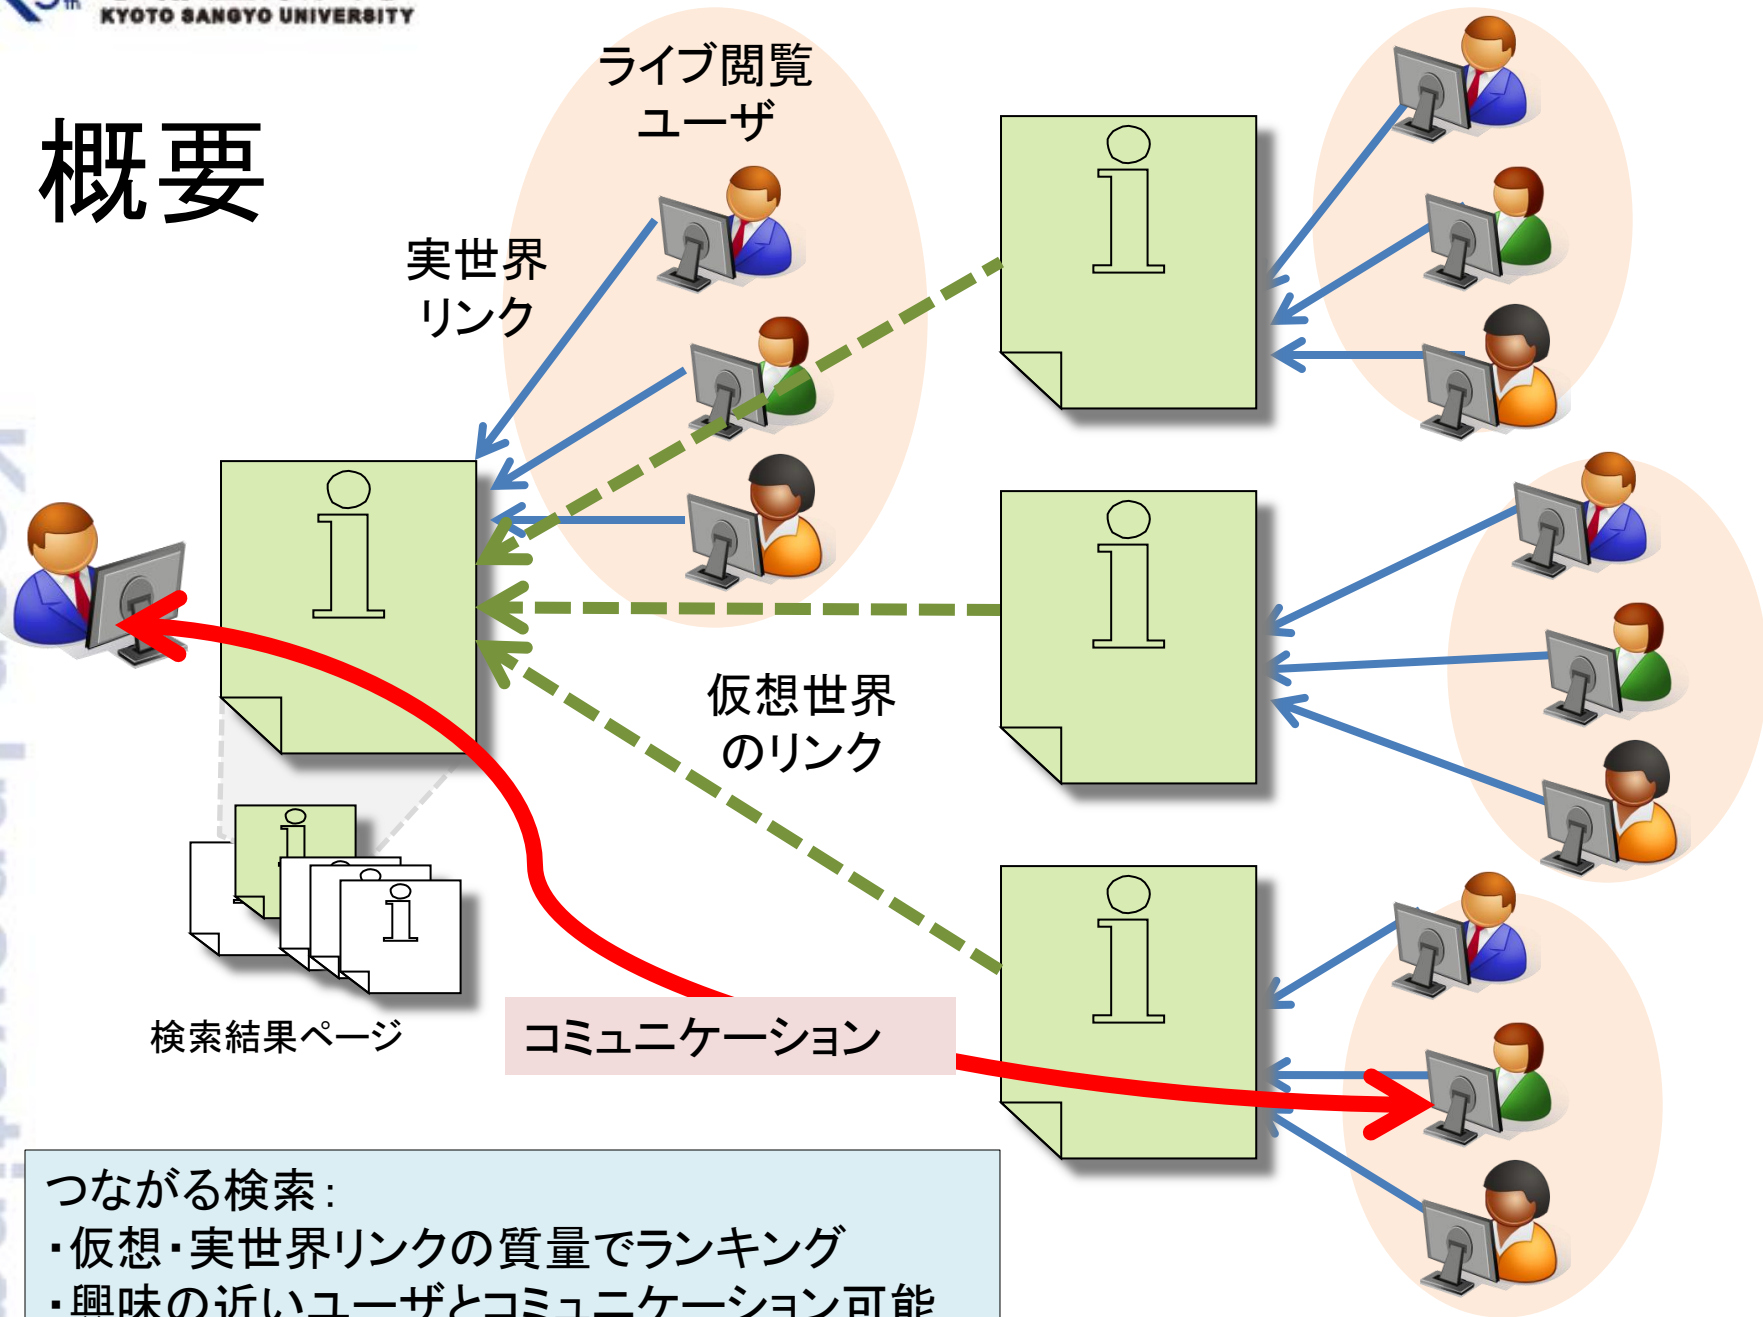 th
KYOTO SANGYO UNIVERSITY
概要
ライブ閲覧
ユーザ
実世界
リンク
仮想世界
のリンク
検索結果ページ
コミュニケーション
つながる検索:
・仮想・実世界リンクの質量でランキング
・興味の近いユーザとコミュニケーション可能